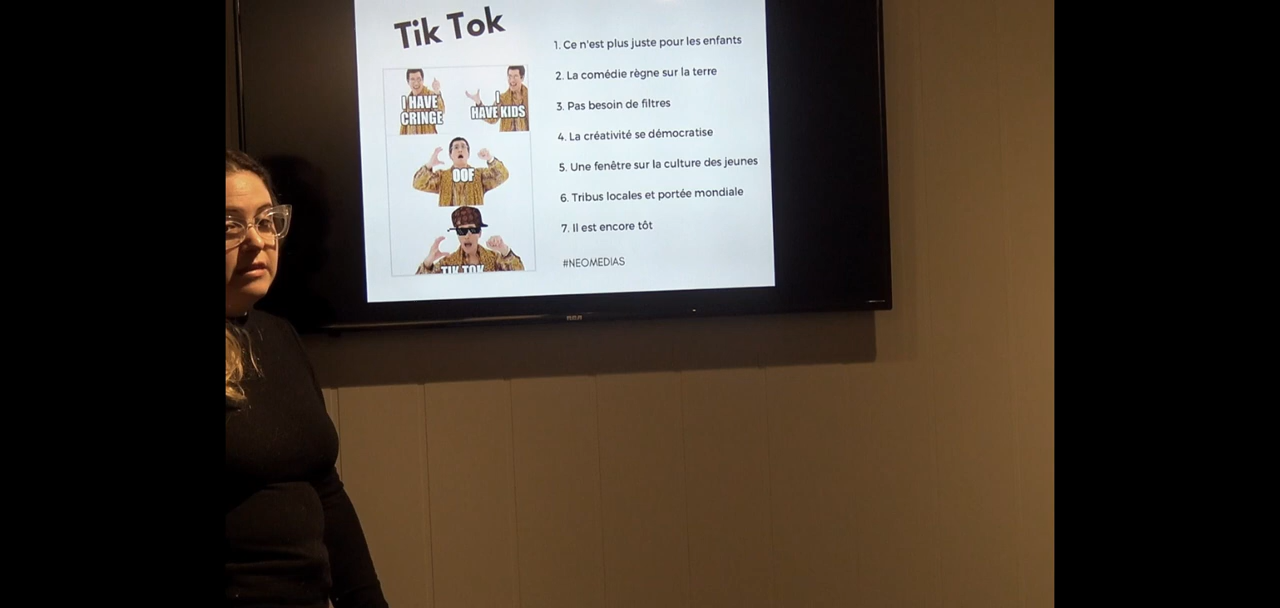 Tik Tok
I HAVE
CRINGE
I
HAVE KIDS
OOF
TIK TOK
1. Ce n'est plus juste pour les enfants
2. La comédie règne sur la terre
3. Pas besoin de filtres
4. La créativité se démocratise
5. Une fenêtre sur la culture des jeunes
6. Tribus locales et portée mondiale
7. Il est encore tôt
#NEOMEDIAS
RCA